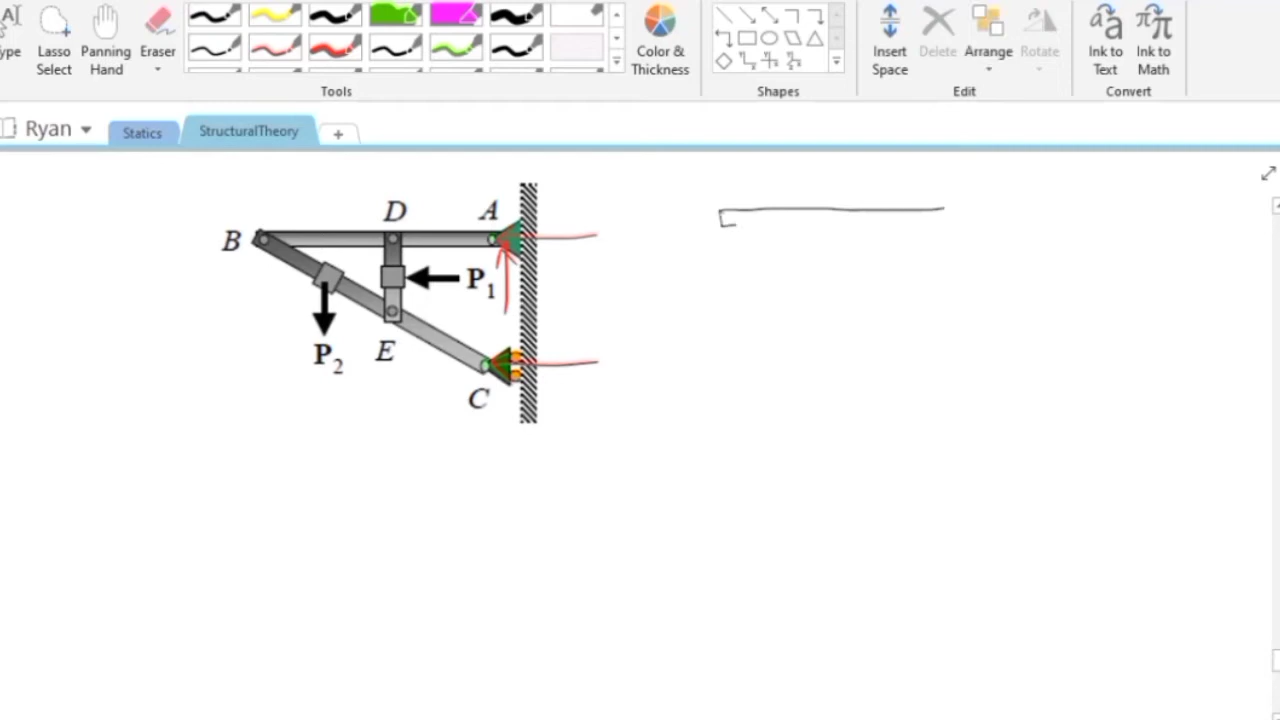 Type
Lasso Select
Panning Hand
Eraser
Color & Thickness
Insert Space
Delete
Arrange
Rotate
Ink to Text
Ink to Math
Tools
Shapes
Edit
Convert
Ryan
Statics
StructuralTheory
+
D
A
B
P1
P2
E
C